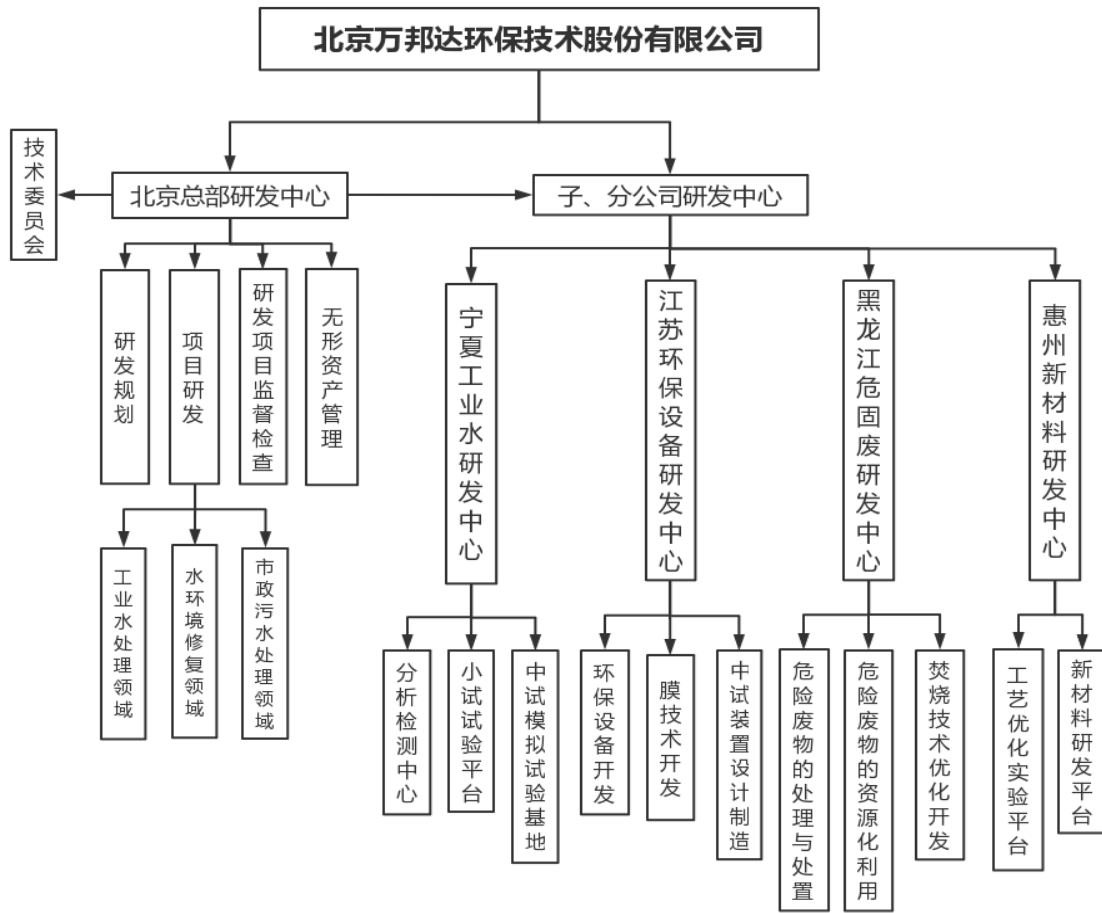 北京万邦达环保技术股份有限公司
技术委员会
北京总部研发中心
子、分公司研发中心
研发规划
项目研发
研发项目监督检查
无形资产管理
宁夏工业水研发中心
江苏环保设备研发中心
黑龙江危固废研发中心
惠州新材料研发中心
工业水处理领域
水环境修复领域
市政污水处理领域
分析检测中心
小试试验平台
中试模拟试验基地
环保设备开发
膜技术开发
中试装置设计制造
危险废物的处理与处置
危险废物的资源化利用
焚烧技术优化开发
工艺优化实验平台
新材料研发平台